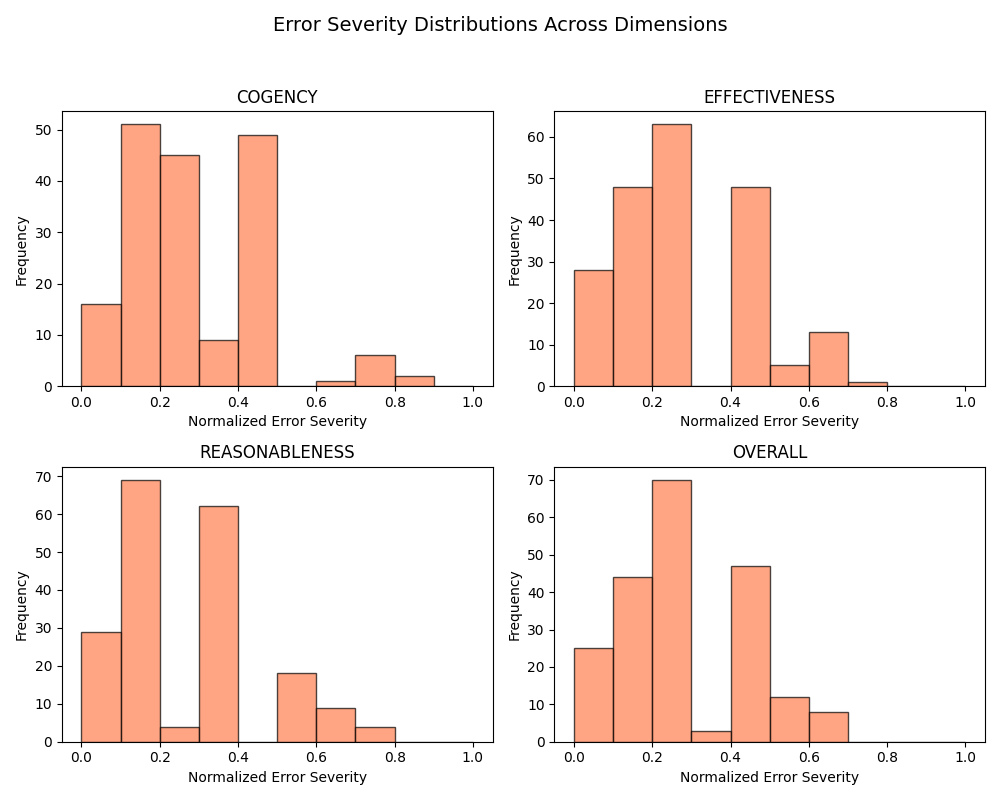 Error Severity Distributions Across Dimensions
COGENCY
50
40
30
20
10
0
Frequency
0.0 0.2 0.4 0.6 0.8 1.0
Normalized Error Severity
EFFECTIVENESS
60
50
40
30
20
10
0
Frequency
0.0 0.2 0.4 0.6 0.8 1.0
Normalized Error Severity
REASONABLENESS
70
60
50
40
30
20
10
0
Frequency
0.0 0.2 0.4 0.6 0.8 1.0
Normalized Error Severity
OVERALL
70
60
50
40
30
20
10
0
Frequency
0.0 0.2 0.4 0.6 0.8 1.0
Normalized Error Severity